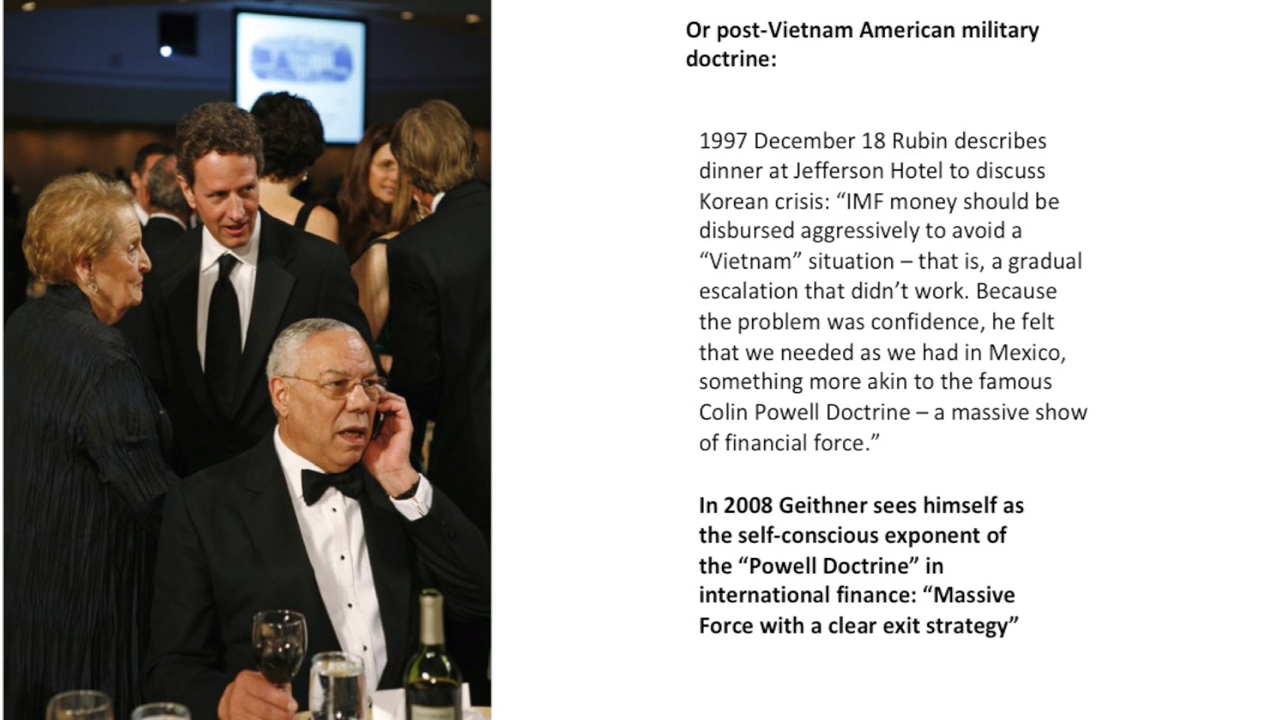 Or post-Vietnam American military
doctrine:
1997 December 18 Rubin describes
dinner at Jefferson Hotel to discuss
Korean crisis: “IMF money should be
disbursed aggressively to avoid a
“Vietnam” situation – that is, a gradual
escalation that didn’t work. Because
the problem was confidence, he felt
that we needed as we had in Mexico,
something more akin to the famous
Colin Powell Doctrine – a massive show
of financial force.”
In 2008 Geithner sees himself as
the self-conscious exponent of
the “Powell Doctrine” in
international finance: “Massive
Force with a clear exit strategy”